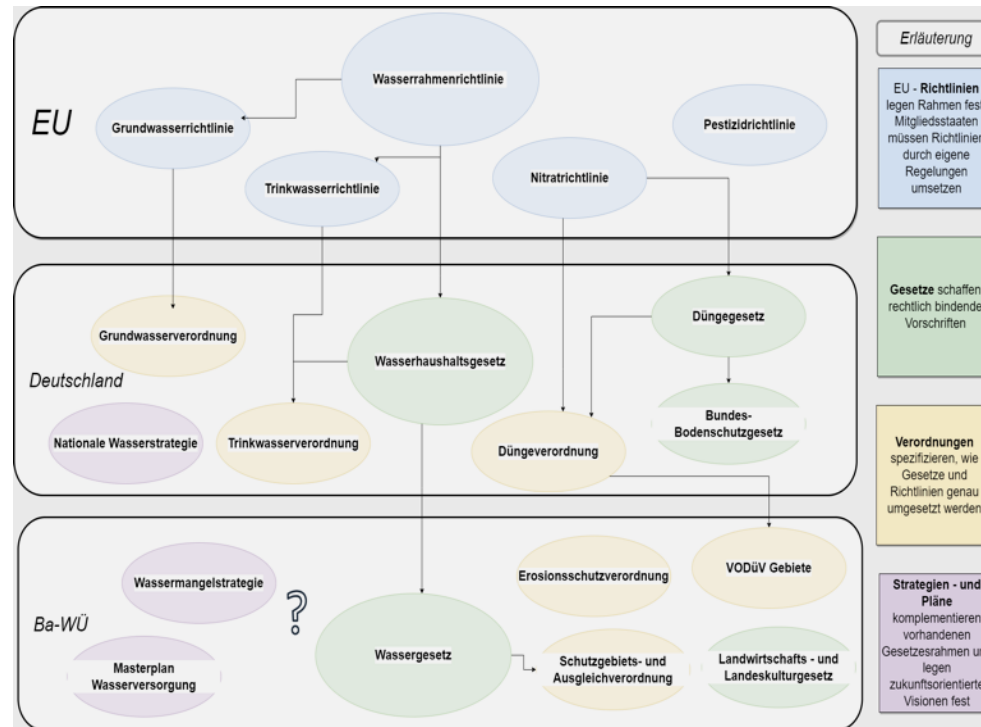 EU
Wasserrahmenrichtlinie
Grundwasserrichtlinie
Pestizidrichtlinie
Trinkwasserrichtlinie
Nitratrichtlinie
Deutschland
Grundwasserverordnung
Wasserhaushaltsgesetz
Düngegesetz
Nationale Wasserstrategie
Trinkwasserverordnung
Düngeverordnung
Bundes-
Bodenschutzgesetz
Ba-WÜ
Wassermangelstrategie
?
Erosionsschutzverordnung
VODüV Gebiete
Masterplan
Wasserversorgung
Wassergesetz
Schutzgebiets- und
Ausgleichverordnung
Landwirtschafts - und
Landeskulturgesetz
Erläuterung
EU - Richtlinien
legen Rahmen fest
Mitgliedsstaaten
müssen Richtlinien
durch eigene
Regelungen
umsetzen
Gesetze schaffen
rechtlich bindende
Vorschriften
Verordnungen
spezifizieren, wie
Gesetze und
Richtlinien genau
umgesetzt werden
Strategien - und
Pläne
komplementieren
vorhandenen
Gesetzesrahmen
legen
zukunftsorientierte
Visionen fest